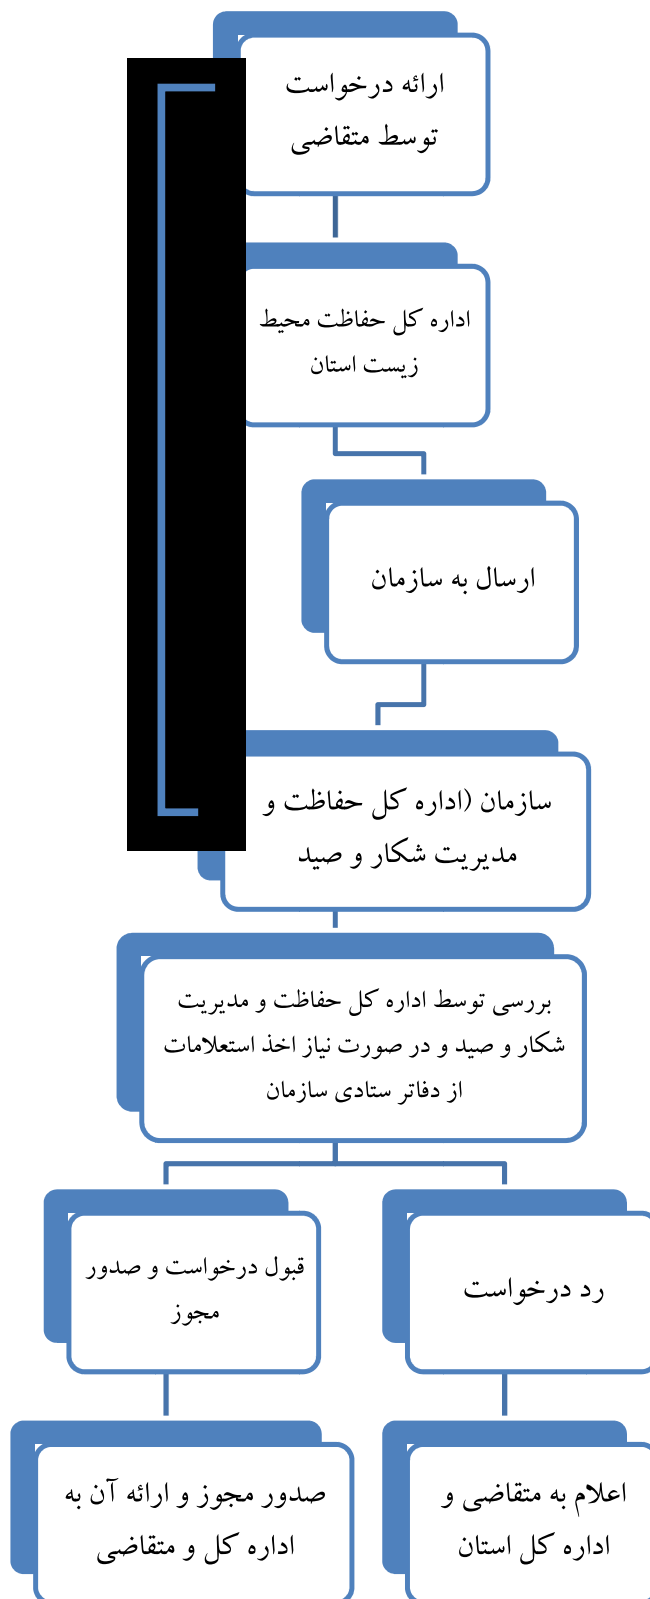 ارائه درخواست
توسط متقاضی
اداره کل حفاظت محیط
زیست استان
ارسال به سازمان
سازمان (اداره کل حفاظت و
مدیریت شکار و صید
بررسی توسط اداره کل حفاظت و مدیریت
شکار و صید و در صورت نیاز اخذ استعلامات
از دفاتر ستادی سازمان
رد درخواست
قبول درخواست و صدور
مجوز
اعلام به متقاضی و
اداره کل استان
صدور مجوز و ارائه آن به
اداره کل و متقاضی